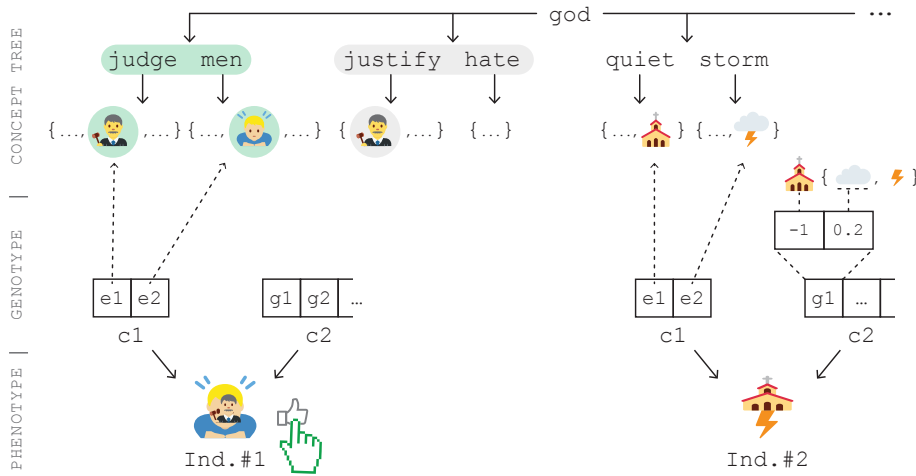 god ...
judge men justify hate quiet storm
{...,  ,...} {...,  ,...} {  ,...} {...} {...,  } {...,  }
{  ,  }
-1 0.2
e1 e2 g1 g2 ... e1 e2 g1 ...
c1 c2 c1 c2
Ind.#1 Ind.#2
CONCEPT TREE
GENOTYPE
PHENOTYPE